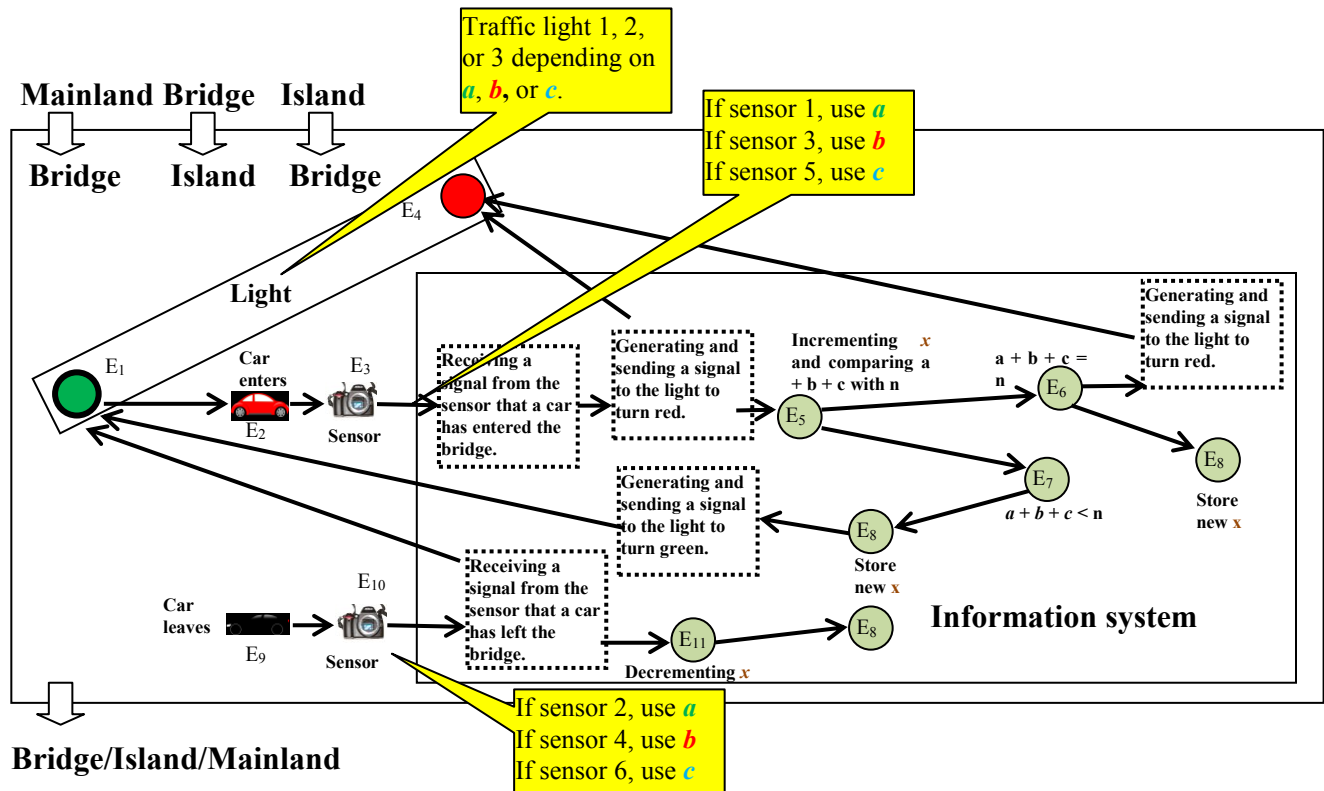 Traffic light 1, 2,
or 3 depending on
a, b, or c.
Mainland Bridge Island
Bridge Island Bridge
If sensor 1, use a
If sensor 3, use b
If sensor 5, use c
E4
Light
E1
Car
enters
E2
E3
Sensor
Receiving a
signal from the
sensor that a car
has entered the
bridge.
Generating and
sending a signal
to the light to
turn red.
Incrementing x
and comparing a
+ b + c with n
E5
a + b + c =
n
E6
Generating and
sending a signal
to the light to
turn red.
E8
Store
new x
E7
a + b + c < n
E8
Store
new x
Generating and
sending a signal
to the light to
turn green.
Car
leaves
E9
E10
Sensor
Receiving a
signal from the
sensor that a car
has left the
bridge.
E11
Decrementing x
E8
Information system
If sensor 2, use a
If sensor 4, use b
If sensor 6, use c
Bridge/Island/Mainland